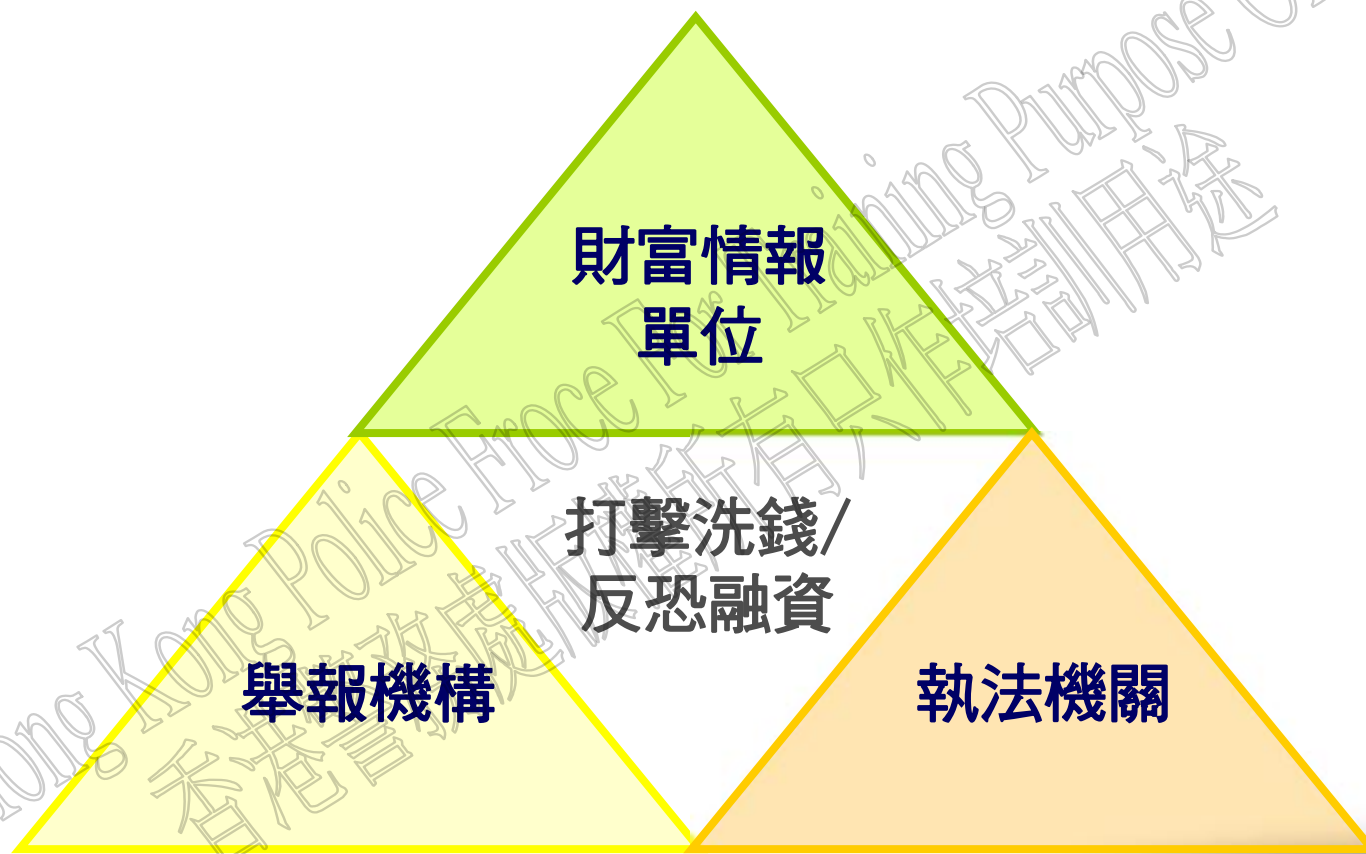 財富情報
單位
打擊洗錢/
反恐融資
舉報機構
執法機關
ong Kong Police Froce For Training Purpose O
香港警務處版權所有只作培訓用途